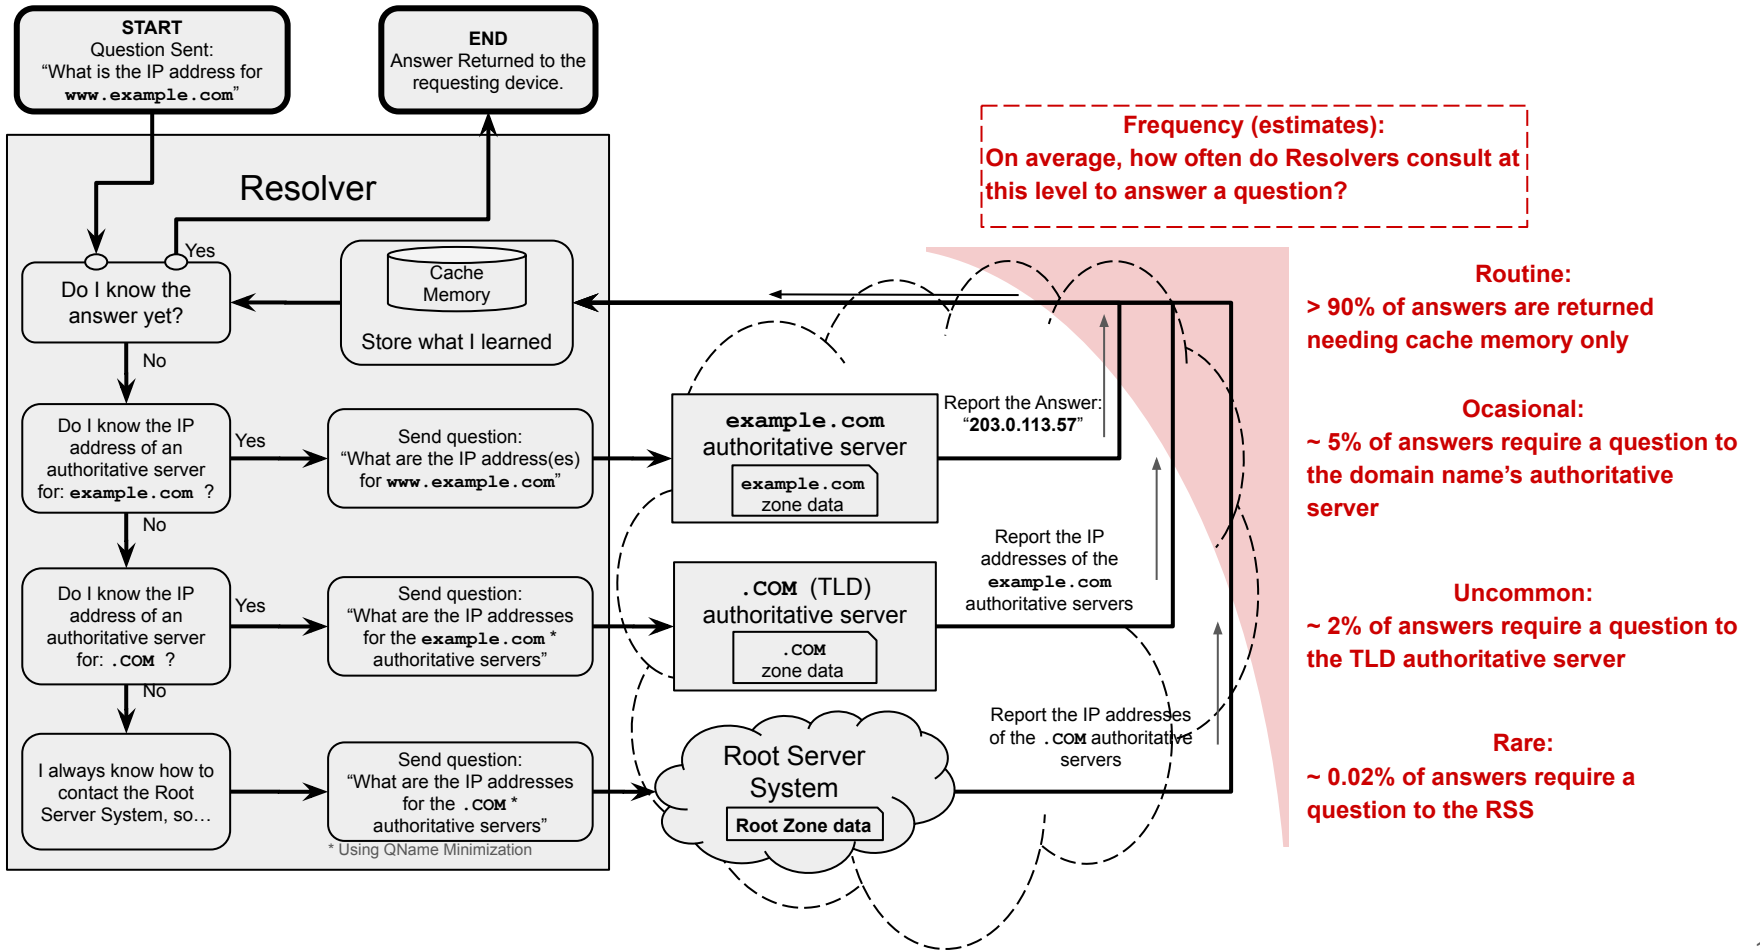 START
Question Sent:
“What is the IP address for
www.example.com”
END
Answer Returned to the
requesting device.
Resolver
Yes
Do I know the
answer yet?
Cache
Memory
Store what I learned
No
Do I know the IP
address of an
authoritative server
for: example.com ?
Yes
Send question:
“What are the IP address(es)
for www.example.com”
No
Do I know the IP
address of an
authoritative server
for: .COM ?
Yes
Send question:
“What are the IP addresses
for the example.com *
authoritative servers”
No
I always know how to
contact the Root
Server System, so…
Send question:
“What are the IP addresses
for the .COM *
authoritative servers”
* Using QName Minimization
example.com
authoritative server
example.com
zone data
Report the Answer:
“203.0.113.57”
.COM (TLD)
authoritative server
.COM
zone data
Report the IP
addresses of the
example.com
authoritative servers
Root Server
System
Root Zone data
Report the IP addresses
of the .COM authoritative
servers
Frequency (estimates):
On average, how often do Resolvers consult at
this level to answer a question?
Routine:
> 90% of answers are returned
needing cache memory only
Ocasional:
~ 5% of answers require a question to
the domain name’s authoritative
server
Uncommon:
~ 2% of answers require a question to
the TLD authoritative server
Rare:
~ 0.02% of answers require a
question to the RSS